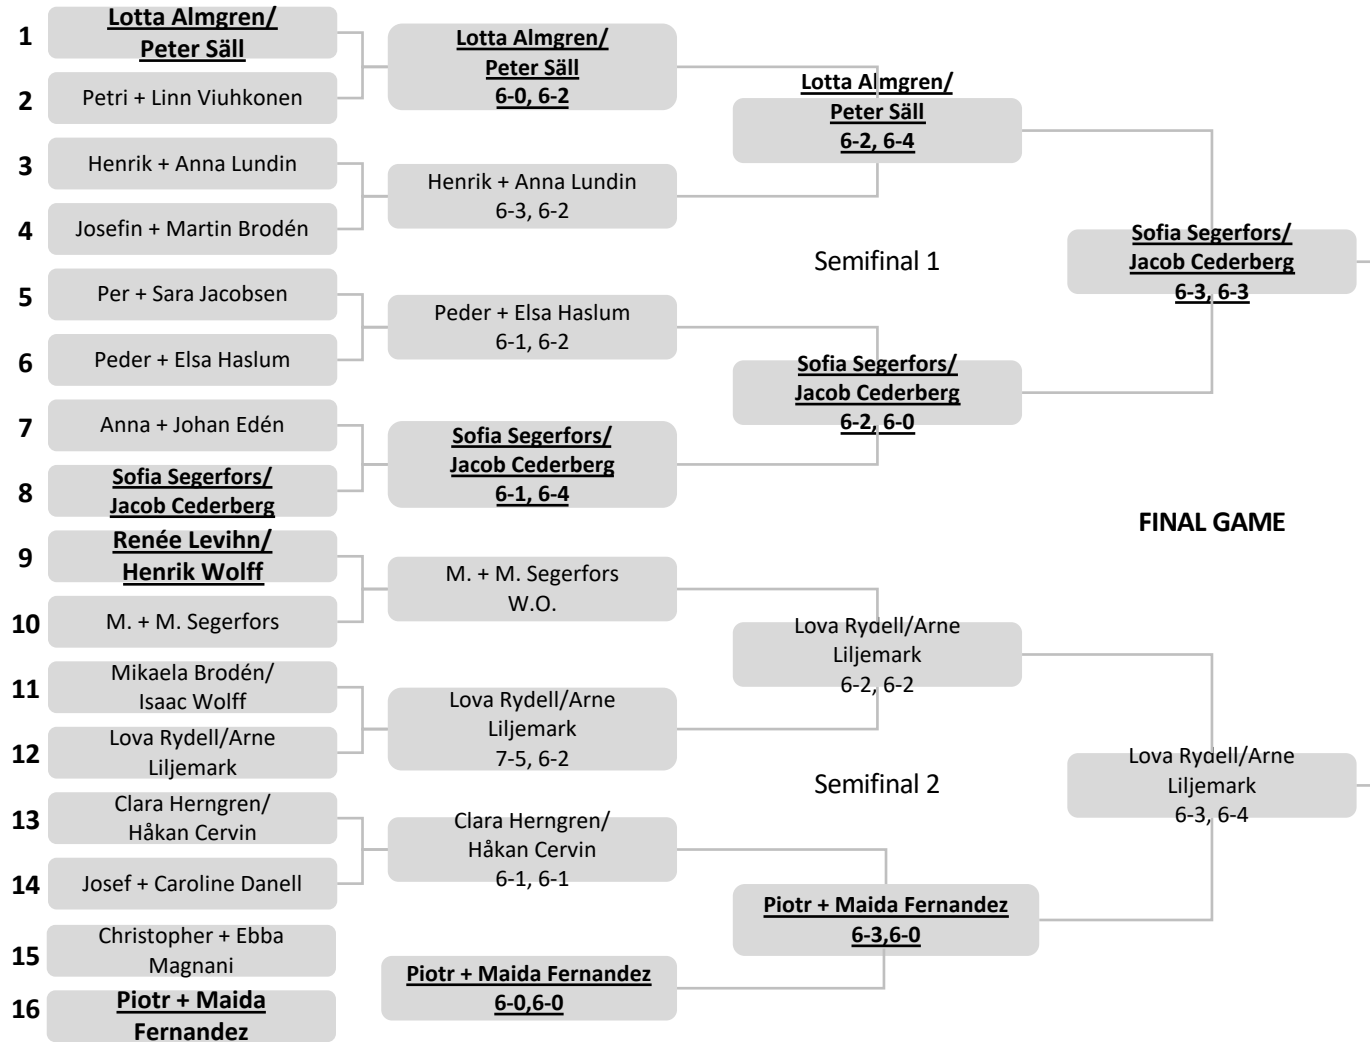 1
Lotta Almgren/
Peter Säll
2
Petri + Linn Viuhkonen
3
Henrik + Anna Lundin
4
Josefin + Martin Brodén
5
Per + Sara Jacobsen
6
Peder + Elsa Haslum
7
Anna + Johan Edén
8
Sofia Segerfors/
Jacob Cederberg
9
Renée Levihn/
Henrik Wolff
10
M. + M. Segerfors
11
Mikaela Brodén/
Isaac Wolff
12
Lova Rydell/Arne
Liljemark
13
Clara Herngren/
Håkan Cervin
14
Josef + Caroline Danell
15
Christopher + Ebba
Magnani
16
Piotr + Maida
Fernandez
Lotta Almgren/
Peter Säll
6-0, 6-2
Henrik + Anna Lundin
6-3, 6-2
Peder + Elsa Haslum
6-1, 6-2
Sofia Segerfors/
Jacob Cederberg
6-1, 6-4
M. + M. Segerfors
W.O.
Lova Rydell/Arne
Liljemark
7-5, 6-2
Clara Herngren/
Håkan Cervin
6-1, 6-1
Piotr + Maida Fernandez
6-0,6-0
Lotta Almgren/
Peter Säll
6-2, 6-4
Semifinal 1
Sofia Segerfors/
Jacob Cederberg
6-2, 6-0
Lova Rydell/Arne
Liljemark
6-2, 6-2
Semifinal 2
Piotr + Maida Fernandez
6-3,6-0
Sofia Segerfors/
Jacob Cederberg
6-3, 6-3
FINAL GAME
Lova Rydell/Arne
Liljemark
6-3, 6-4